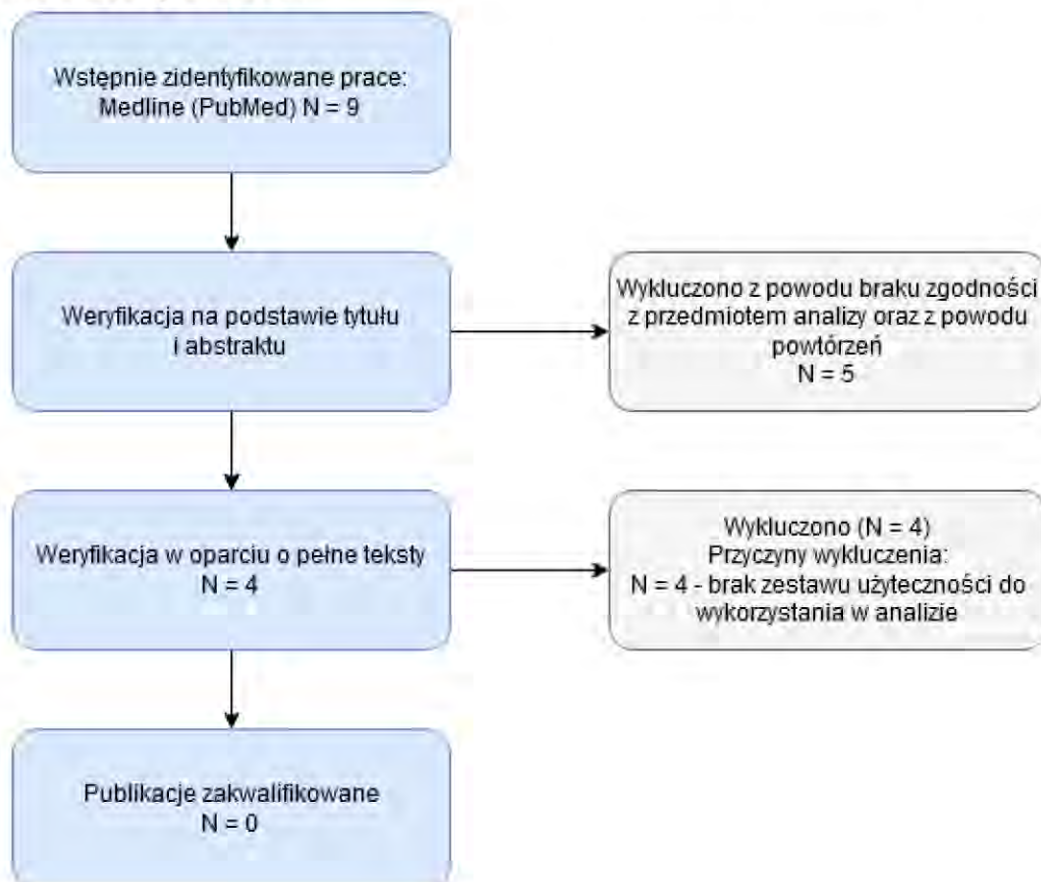 Wstępnie zidentyfikowane prace:
Medline (PubMed) N = 9
Weryfikacja na podstawie tytułu
i abstraktu
Wykluczono z powodu braku zgodności
z przedmiotem analizy oraz z powodu
powtórzeń
N = 5
Weryfikacja w oparciu o pełne teksty
N = 4
Wykluczono (N = 4)
Przyczyny wykluczenia:
N = 4 - brak zestawu użyteczności do
wykorzystania w analizie
Publikacje zakwalifikowane
N = 0